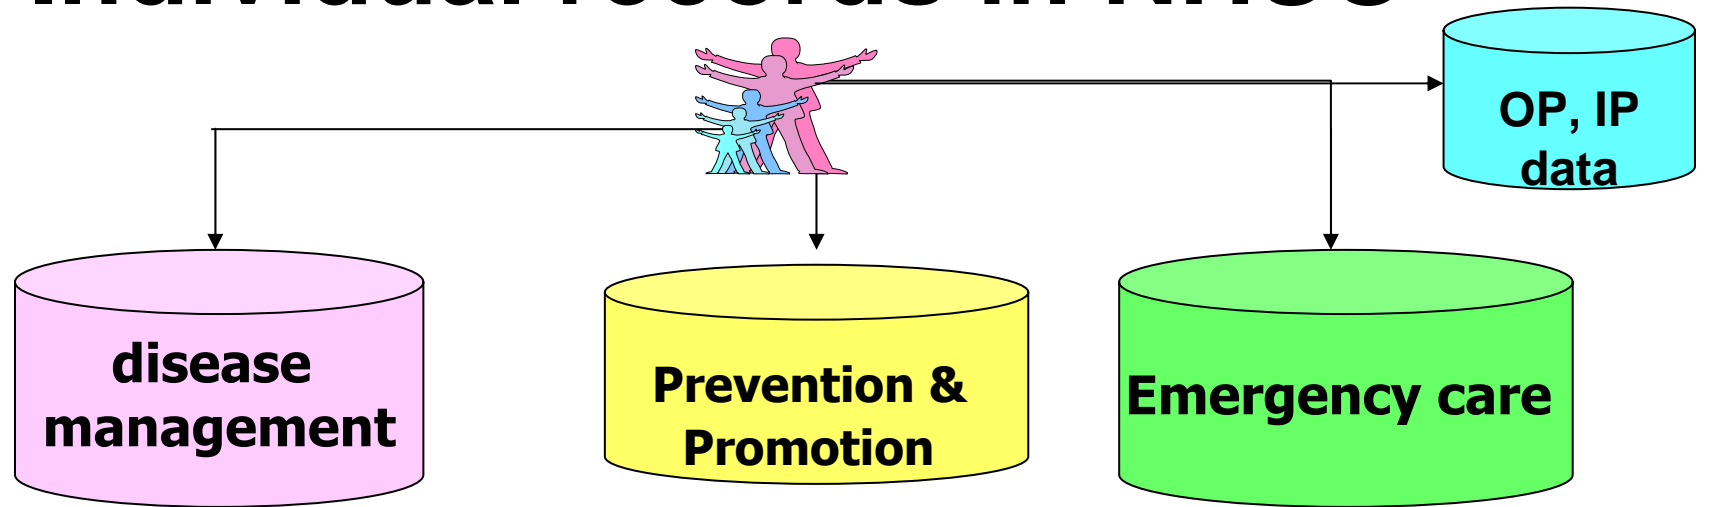 OP, IP
data
disease
management
Prevention &
Promotion
Emergency care